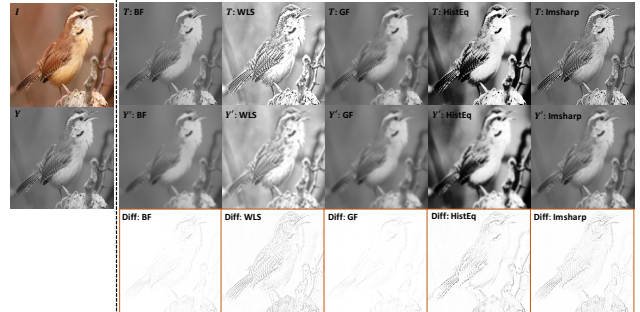 I
T: BF
T: WLS
T: GF
T: HistEq
T: Imsharp
Y
Y': BF
Y': WLS
Y': GF
Y': HistEq
Y': Imsharp
Diff: BF
Diff: WLS
Diff: GF
Diff: HistEq
Diff: Imsharp